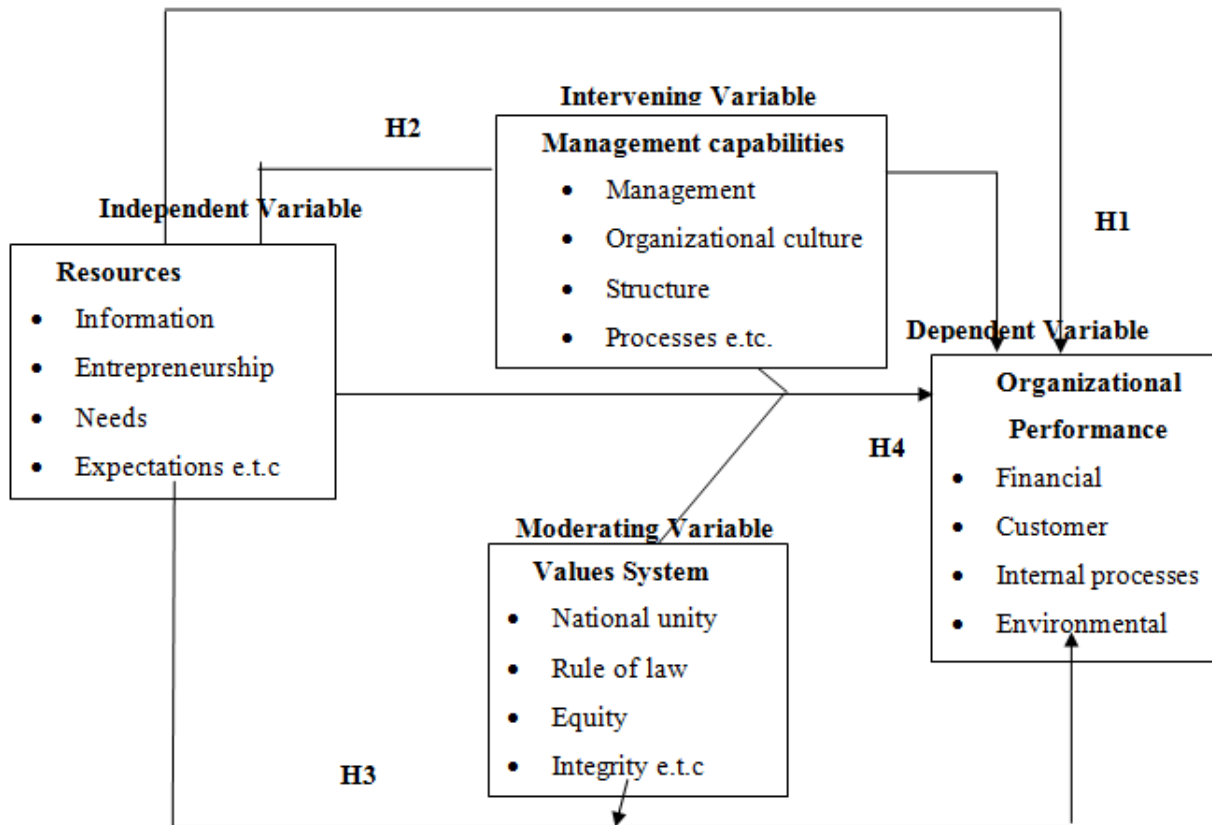 Intervening Variable
H2
Management capabilities
• Management
• Organizational culture
• Structure
• Processes e.tc.
Independent Variable
Resources
• Information
• Entrepreneurship
• Needs
• Expectations e.t.c
H1
Dependent Variable
Organizational
Performance
• Financial
• Customer
• Internal processes
• Environmental
H4
Moderating Variable
Values System
• National unity
• Rule of law
• Equity
• Integrity e.t.c
H3